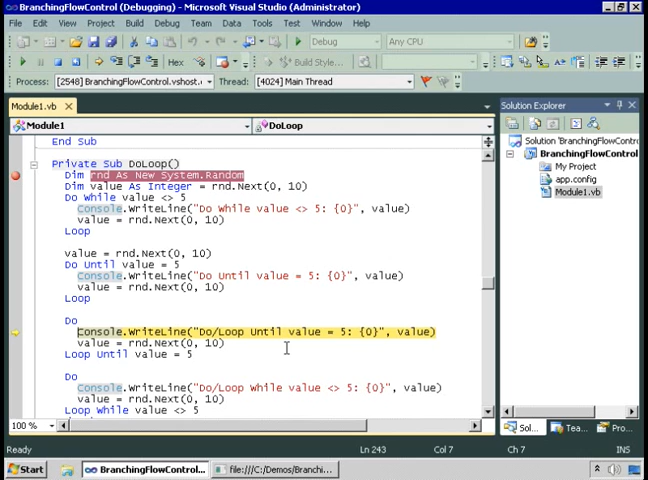 BranchingFlowControl (Debugging) - Microsoft Visual Studio (Administrator)
File Edit View Project Build Debug Team Data Tools Test Window Help
Debug Any CPU
Hex Build Style...
Process: [2548] BranchingFlowControl.vshost. Thread: [4024] Main Thread
Module1.vb
Module1 DoLoop
End Sub
Private Sub DoLoop()
Dim rnd As New System.Random
Dim value As Integer = rnd.Next(0, 10)
Do While value <> 5
Console.WriteLine("Do While value <> 5: {0}", value)
value = rnd.Next(0, 10)
Loop
value = rnd.Next(0, 10)
Do Until value = 5
Console.WriteLine("Do Until value = 5: {0}", value)
value = rnd.Next(0, 10)
Loop
Do
Console.WriteLine("Do/Loop Until value = 5: {0}", value)
value = rnd.Next(0, 10)
Loop Until value = 5
Do
Console.WriteLine("Do/Loop While value <> 5: {0}", value)
value = rnd.Next(0, 10)
Loop While value <> 5
100 %
Solution Explorer
Solution 'BranchingFlowControl
BranchingFlowControl
My Project
app.config
Module1.vb
Sol... Tea... Pro...
Ready Ln 243 Col 7 Ch 7 INS
Start BranchingFlowControl... file:///C:/Demos/Branchi...